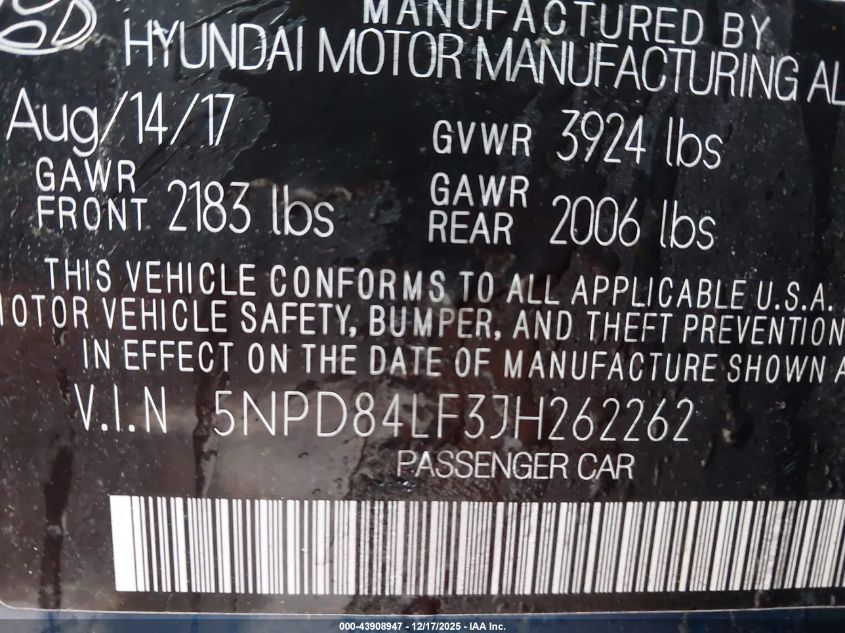 MANUFACTURED BY
HYUNDAI MOTOR MANUFACTURING AL
Aug/14/17 GVWR 3924 lbs
GAWR FRONT 2183 lbs GAWR REAR 2006 lbs
THIS VEHICLE CONFORMS TO ALL APPLICABLE U.S.A.
MOTOR VEHICLE SAFETY, BUMPER, AND THEFT PREVENTION
IN EFFECT ON THE DATE OF MANUFACTURE SHOWN A
V.I.N 5NPD84LF3JH262262
PASSENGER CAR
000-43908947 - 12/17/2025 - IAA Inc.